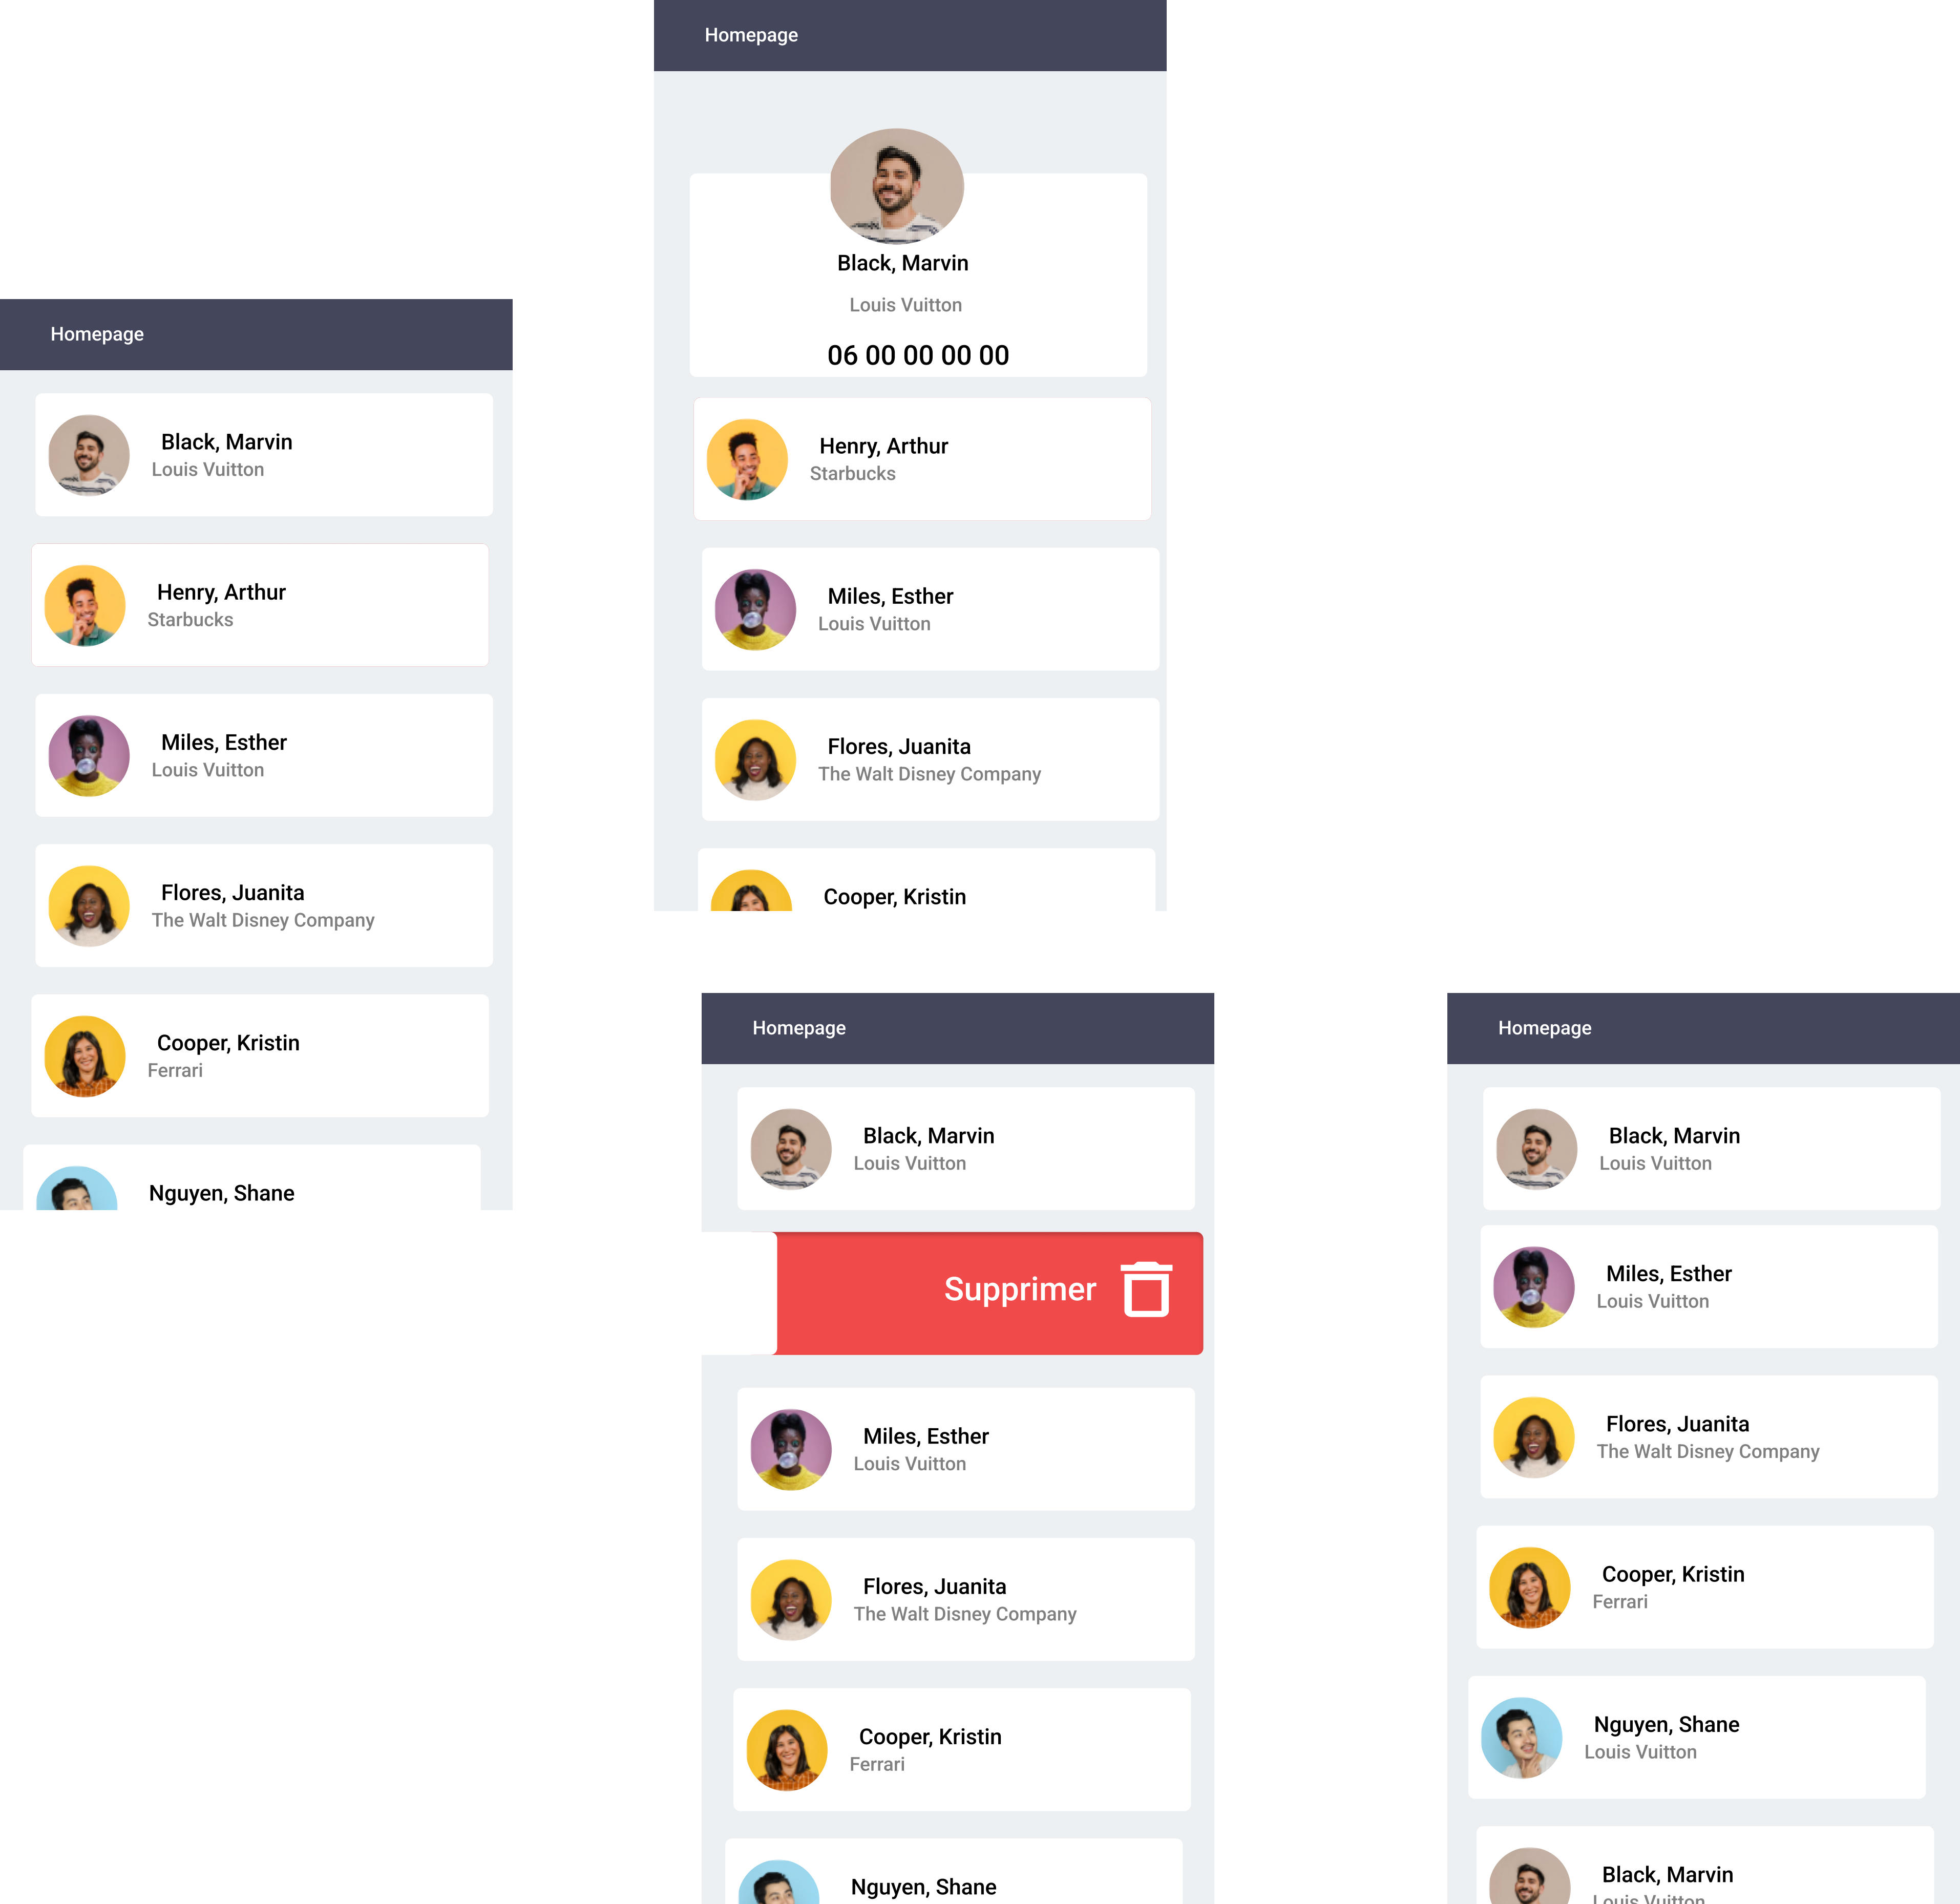 Homepage
Black, Marvin
Louis Vuitton
Henry, Arthur
Starbucks
Miles, Esther
Louis Vuitton
Flores, Juanita
The Walt Disney Company
Cooper, Kristin
Ferrari
Nguyen, Shane
Homepage
Black, Marvin
Louis Vuitton
06 00 00 00 00
Henry, Arthur
Starbucks
Miles, Esther
Louis Vuitton
Flores, Juanita
The Walt Disney Company
Cooper, Kristin
Homepage
Black, Marvin
Louis Vuitton
Supprimer
Miles, Esther
Louis Vuitton
Flores, Juanita
The Walt Disney Company
Cooper, Kristin
Ferrari
Nguyen, Shane
Homepage
Black, Marvin
Louis Vuitton
Miles, Esther
Louis Vuitton
Flores, Juanita
The Walt Disney Company
Cooper, Kristin
Ferrari
Nguyen, Shane
Louis Vuitton
Black, Marvin
Louis Vuitton